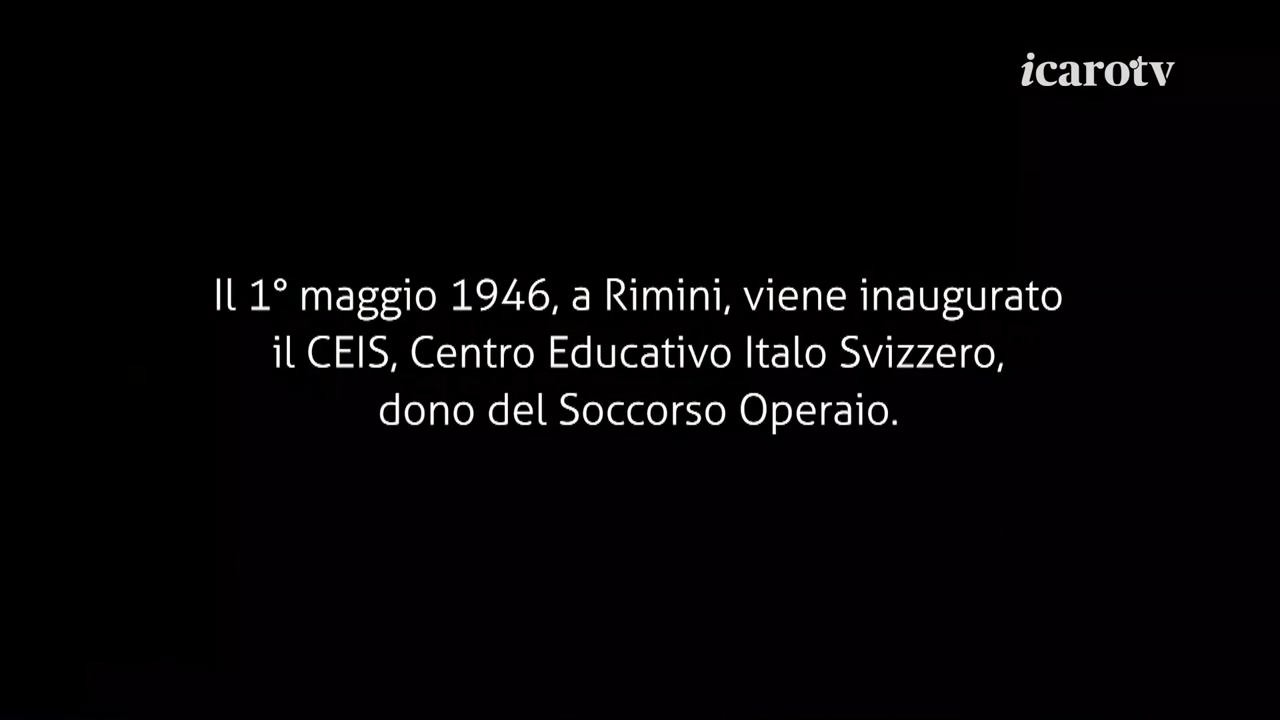 icarotv
Il 1° maggio 1946, a Rimini, viene inaugurato
il CEIS, Centro Educativo Italo Svizzero,
dono del Soccorso Operaio.